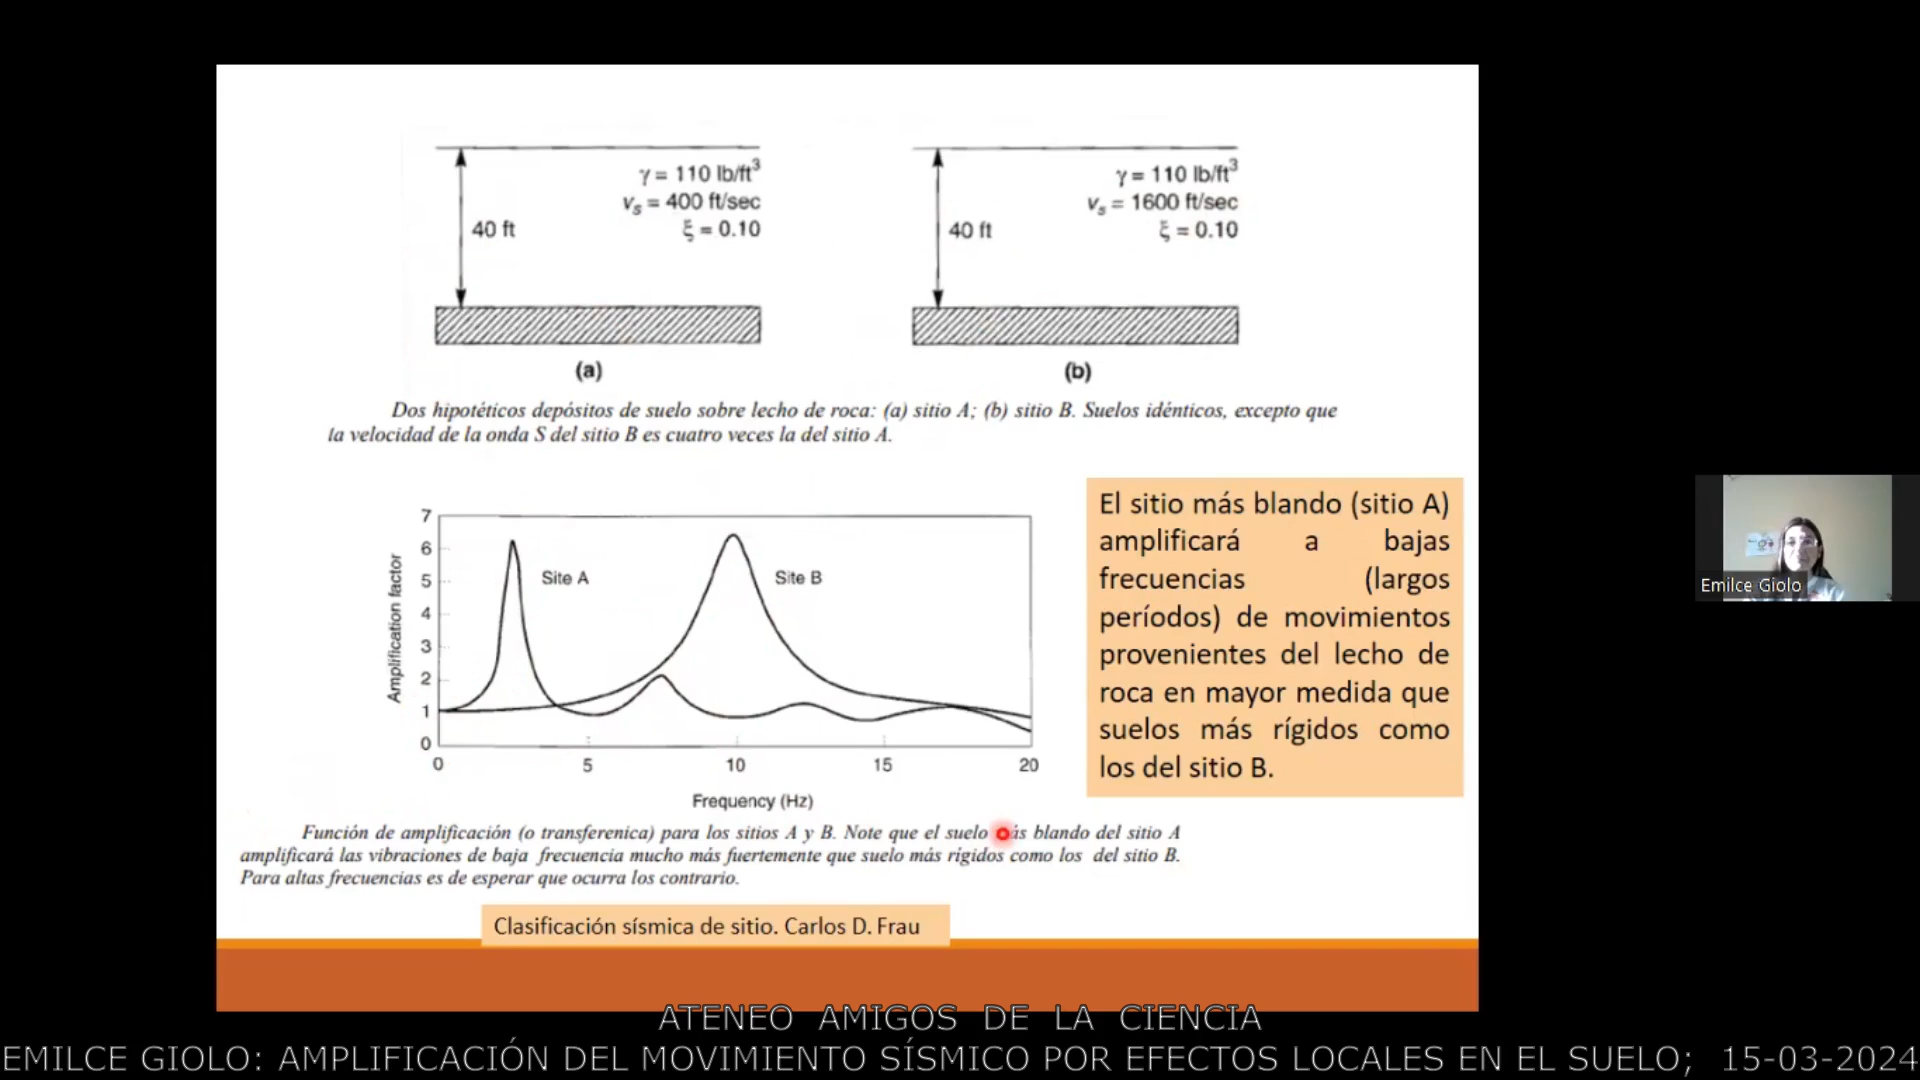 γ = 110 lb/ft³
vₛ = 400 ft/sec
40 ft
ξ = 0.10
(a)
γ = 110 lb/ft³
vₛ = 1600 ft/sec
40 ft
ξ = 0.10
(b)
Dos hipotéticos depósitos de suelo sobre lecho de roca: (a) sitio A; (b) sitio B. Suelos idénticos, excepto que
la velocidad de la onda S del sitio B es cuatro veces la del sitio A.
Amplification factor
7
6
5
4
3
2
1
0
Site A
Site B
0
5
10
15
20
Frequency (Hz)
El sitio más blando (sitio A)
amplificará a bajas
frecuencias (largos
períodos) de movimientos
provenientes del lecho de
roca en mayor medida que
suelos más rígidos como
los del sitio B.
Emilce Giolo
Función de amplificación (o transferenica) para los sitios A y B. Note que el suelo más blando del sitio A
amplificará las vibraciones de baja frecuencia mucho más fuertemente que suelo más rígidos como los del sitio B.
Para altas frecuencias es de esperar que ocurra los contrario.
Clasificación sísmica de sitio. Carlos D. Frau
ATENEO AMIGOS DE LA CIENCIA
EMILCE GIOLO: AMPLIFICACIÓN DEL MOVIMIENTO SÍSMICO POR EFECTOS LOCALES EN EL SUELO; 15-03-2024